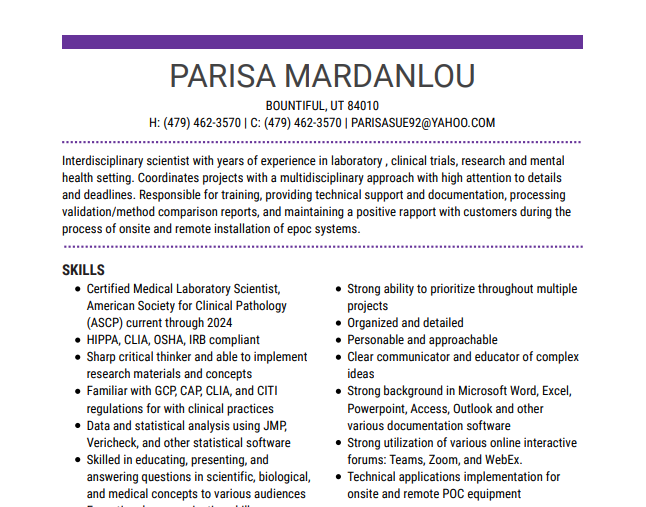 PARISA MARDANLOU
BOUNTIFUL, UT 84010
H: (479) 462-3570 | C: (479) 462-3570 | PARISASUE92@YAHOO.COM
Interdisciplinary scientist with years of experience in laboratory , clinical trials, research and mental
health setting. Coordinates projects with a multidisciplinary approach with high attention to details
and deadlines. Responsible for training, providing technical support and documentation, processing
validation/method comparison reports, and maintaining a positive rapport with customers during the
process of onsite and remote installation of epoc systems.
SKILLS
• Certified Medical Laboratory Scientist,
American Society for Clinical Pathology
(ASCP) current through 2024
• HIPPA, CLIA, OSHA, IRB compliant
• Sharp critical thinker and able to implement
research materials and concepts
• Familiar with GCP, CAP, CLIA, and CITI
regulations for with clinical practices
• Data and statistical analysis using JMP,
Vericheck, and other statistical software
• Skilled in educating, presenting, and
answering questions in scientific, biological,
and medical concepts to various audiences
• Strong ability to prioritize throughout multiple
projects
• Organized and detailed
• Personable and approachable
• Clear communicator and educator of complex
ideas
• Strong background in Microsoft Word, Excel,
Powerpoint, Access, Outlook and other
various documentation software
• Strong utilization of various online interactive
forums: Teams, Zoom, and WebEx.
• Technical applications implementation for
onsite and remote POC equipment